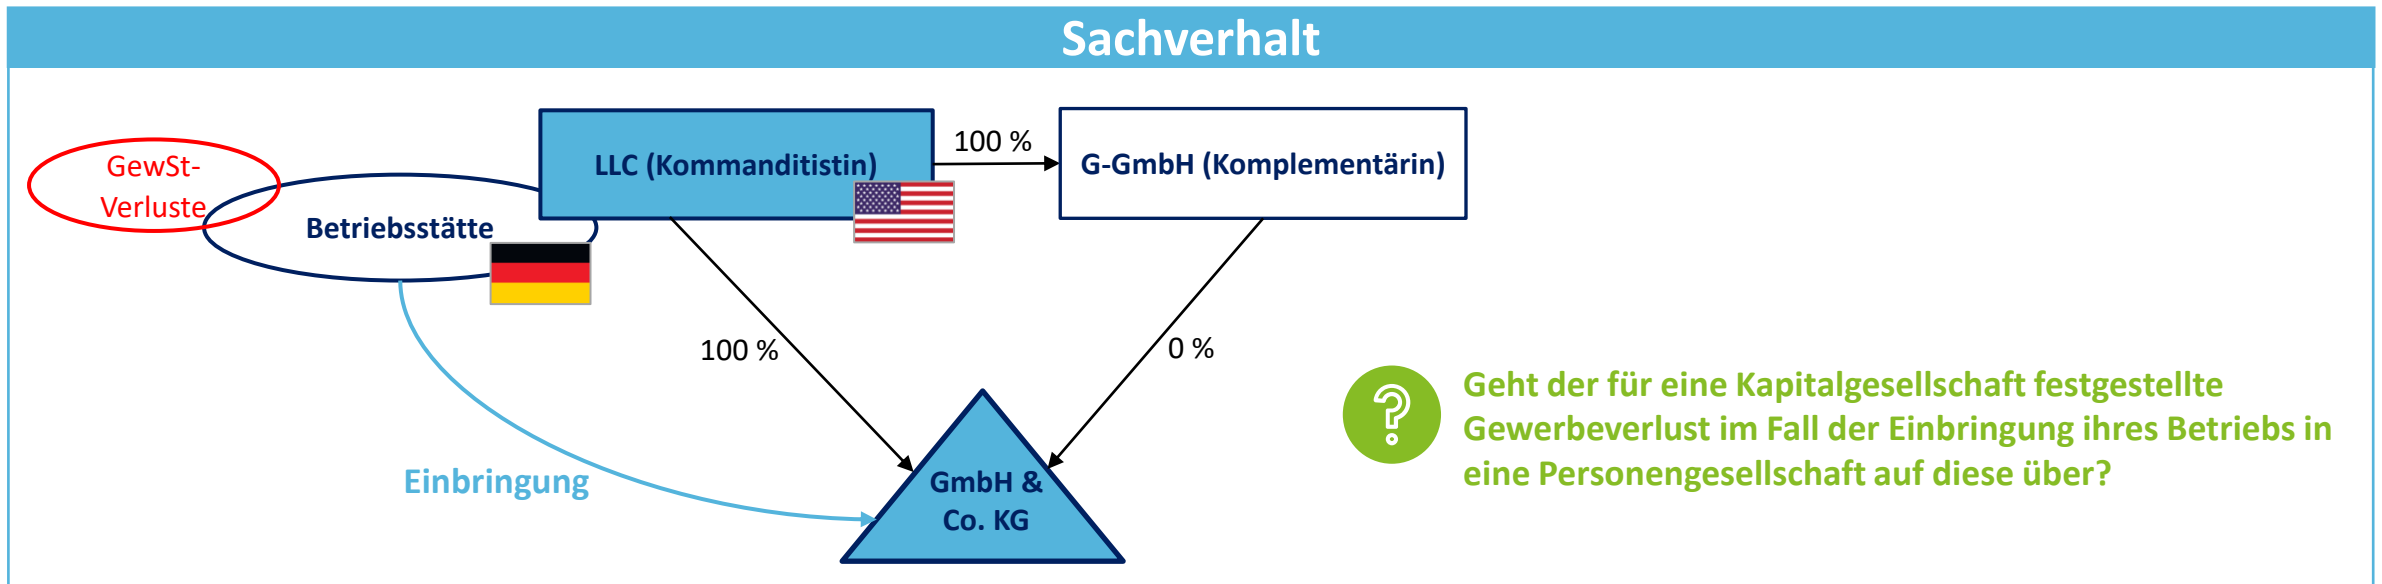 Sachverhalt
GewSt-
Verluste
Betriebsstätte
LLC (Kommanditistin)
100 %
G-GmbH (Komplementärin)
100 %
0 %
Einbringung
GmbH &
Co. KG
Geht der für eine Kapitalgesellschaft festgestellte
Gewerbeverlust im Fall der Einbringung ihres Betriebs in
eine Personengesellschaft auf diese über?